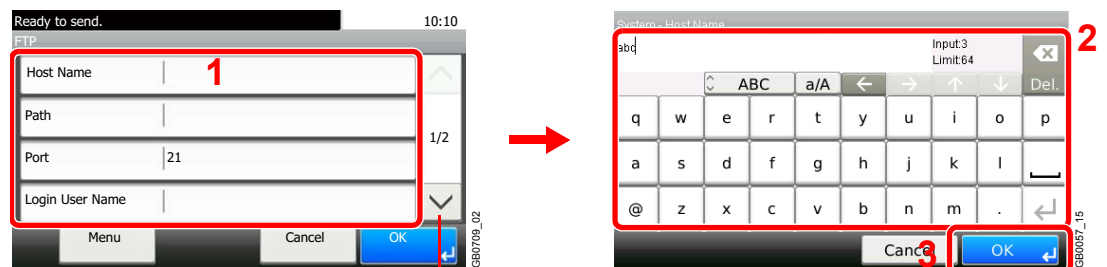 Ready to send.
10:10
FTP
Host Name
1
Path
Port
21
1/2
Login User Name
Menu
Cancel
OK
GB0709_02
System - Host Name
2
abc
Input:3
Limit:64
ABC
a/A
Del.
q w e r t y u i o p
a s d f g h j k l
@ z x c v b n m .
Cancel
3
OK
GB0057_15